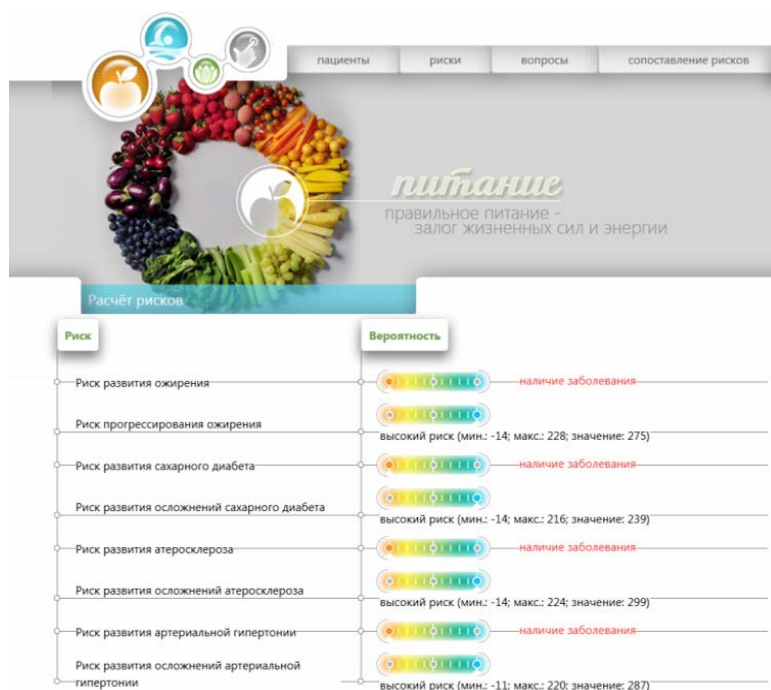 пациенты риски вопросы сопоставление рисков
питание
правильное питание -
залог жизненных сил и энергии
Расчёт рисков
Риск Вероятность
Риск развития ожирения наличие заболевания
Риск прогрессирования ожирения
высокий риск (мин.: -14; макс.: 228; значение: 275)
Риск развития сахарного диабета наличие заболевания
Риск развития осложнений сахарного диабета
высокий риск (мин.: -14; макс.: 216; значение: 239)
Риск развития атеросклероза наличие заболевания
Риск развития осложнений атеросклероза
высокий риск (мин.: -14; макс.: 224; значение: 299)
Риск развития артериальной гипертонии наличие заболевания
Риск развития осложнений артериальной
гипертонии
высокий риск (мин.: -11; макс.: 220; значение: 287)